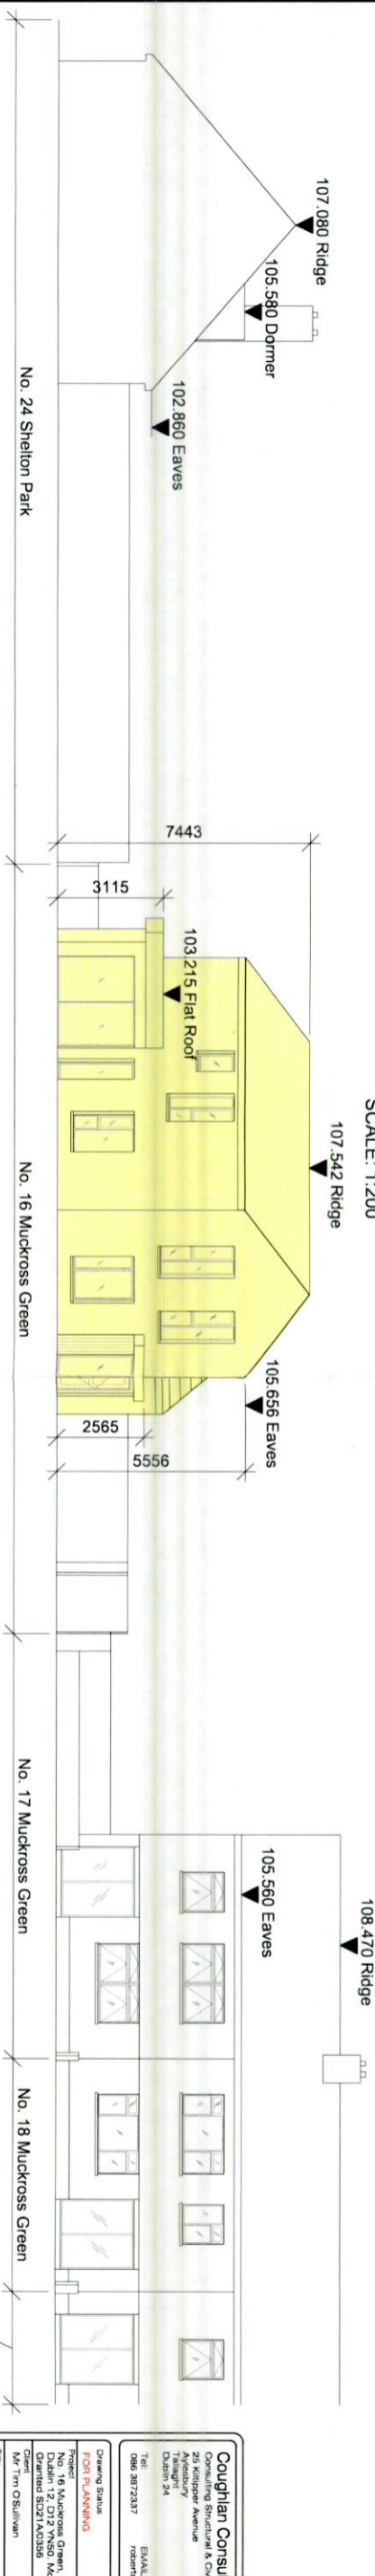 SCALE: 1:200
107.080 Ridge
105.580 Dormer
102.860 Eaves
7443
3115
103.215 Flat Roof
107.542 Ridge
105.656 Eaves
2565
5556
105.560 Eaves
108.470 Ridge
No. 24 Shelton Park
No. 16 Muckross Green
No. 17 Muckross Green
No. 18 Muckross Green
Coughlan Consu
Consulting Structural &
25 Kiltipper Avenue
Aylesbury
Tallaght
Dublin 24
Tel: EMAIL
086 3872337
Drawing Status
FOR PLANNING
Project
No. 16 Muckross Green,
Dublin 12, D12 YN50.
Granted SD21A/0356
Client
Mr Tim O'Sullivan